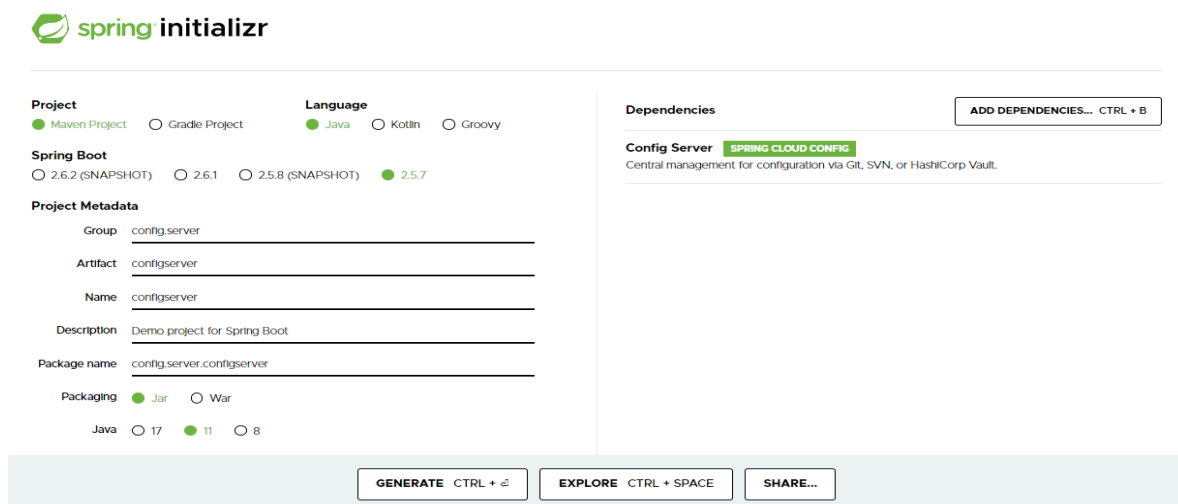 spring initializr
Project
Maven Project Gradle Project
Language
Java Kotlin Groovy
Spring Boot
2.6.2 (SNAPSHOT) 2.6.1 2.5.8 (SNAPSHOT) 2.5.7
Project Metadata
Group config.server
Artifact configserver
Name configserver
Description Demo project for Spring Boot
Package name config.server.configserver
Packaging Jar War
Java 17 11 8
Dependencies
ADD DEPENDENCIES... CTRL + B
Config Server SPRING CLOUD CONFIG
Central management for configuration via Git, SVN, or HashiCorp Vault.
GENERATE CTRL + ⏎
EXPLORE CTRL + SPACE
SHARE...